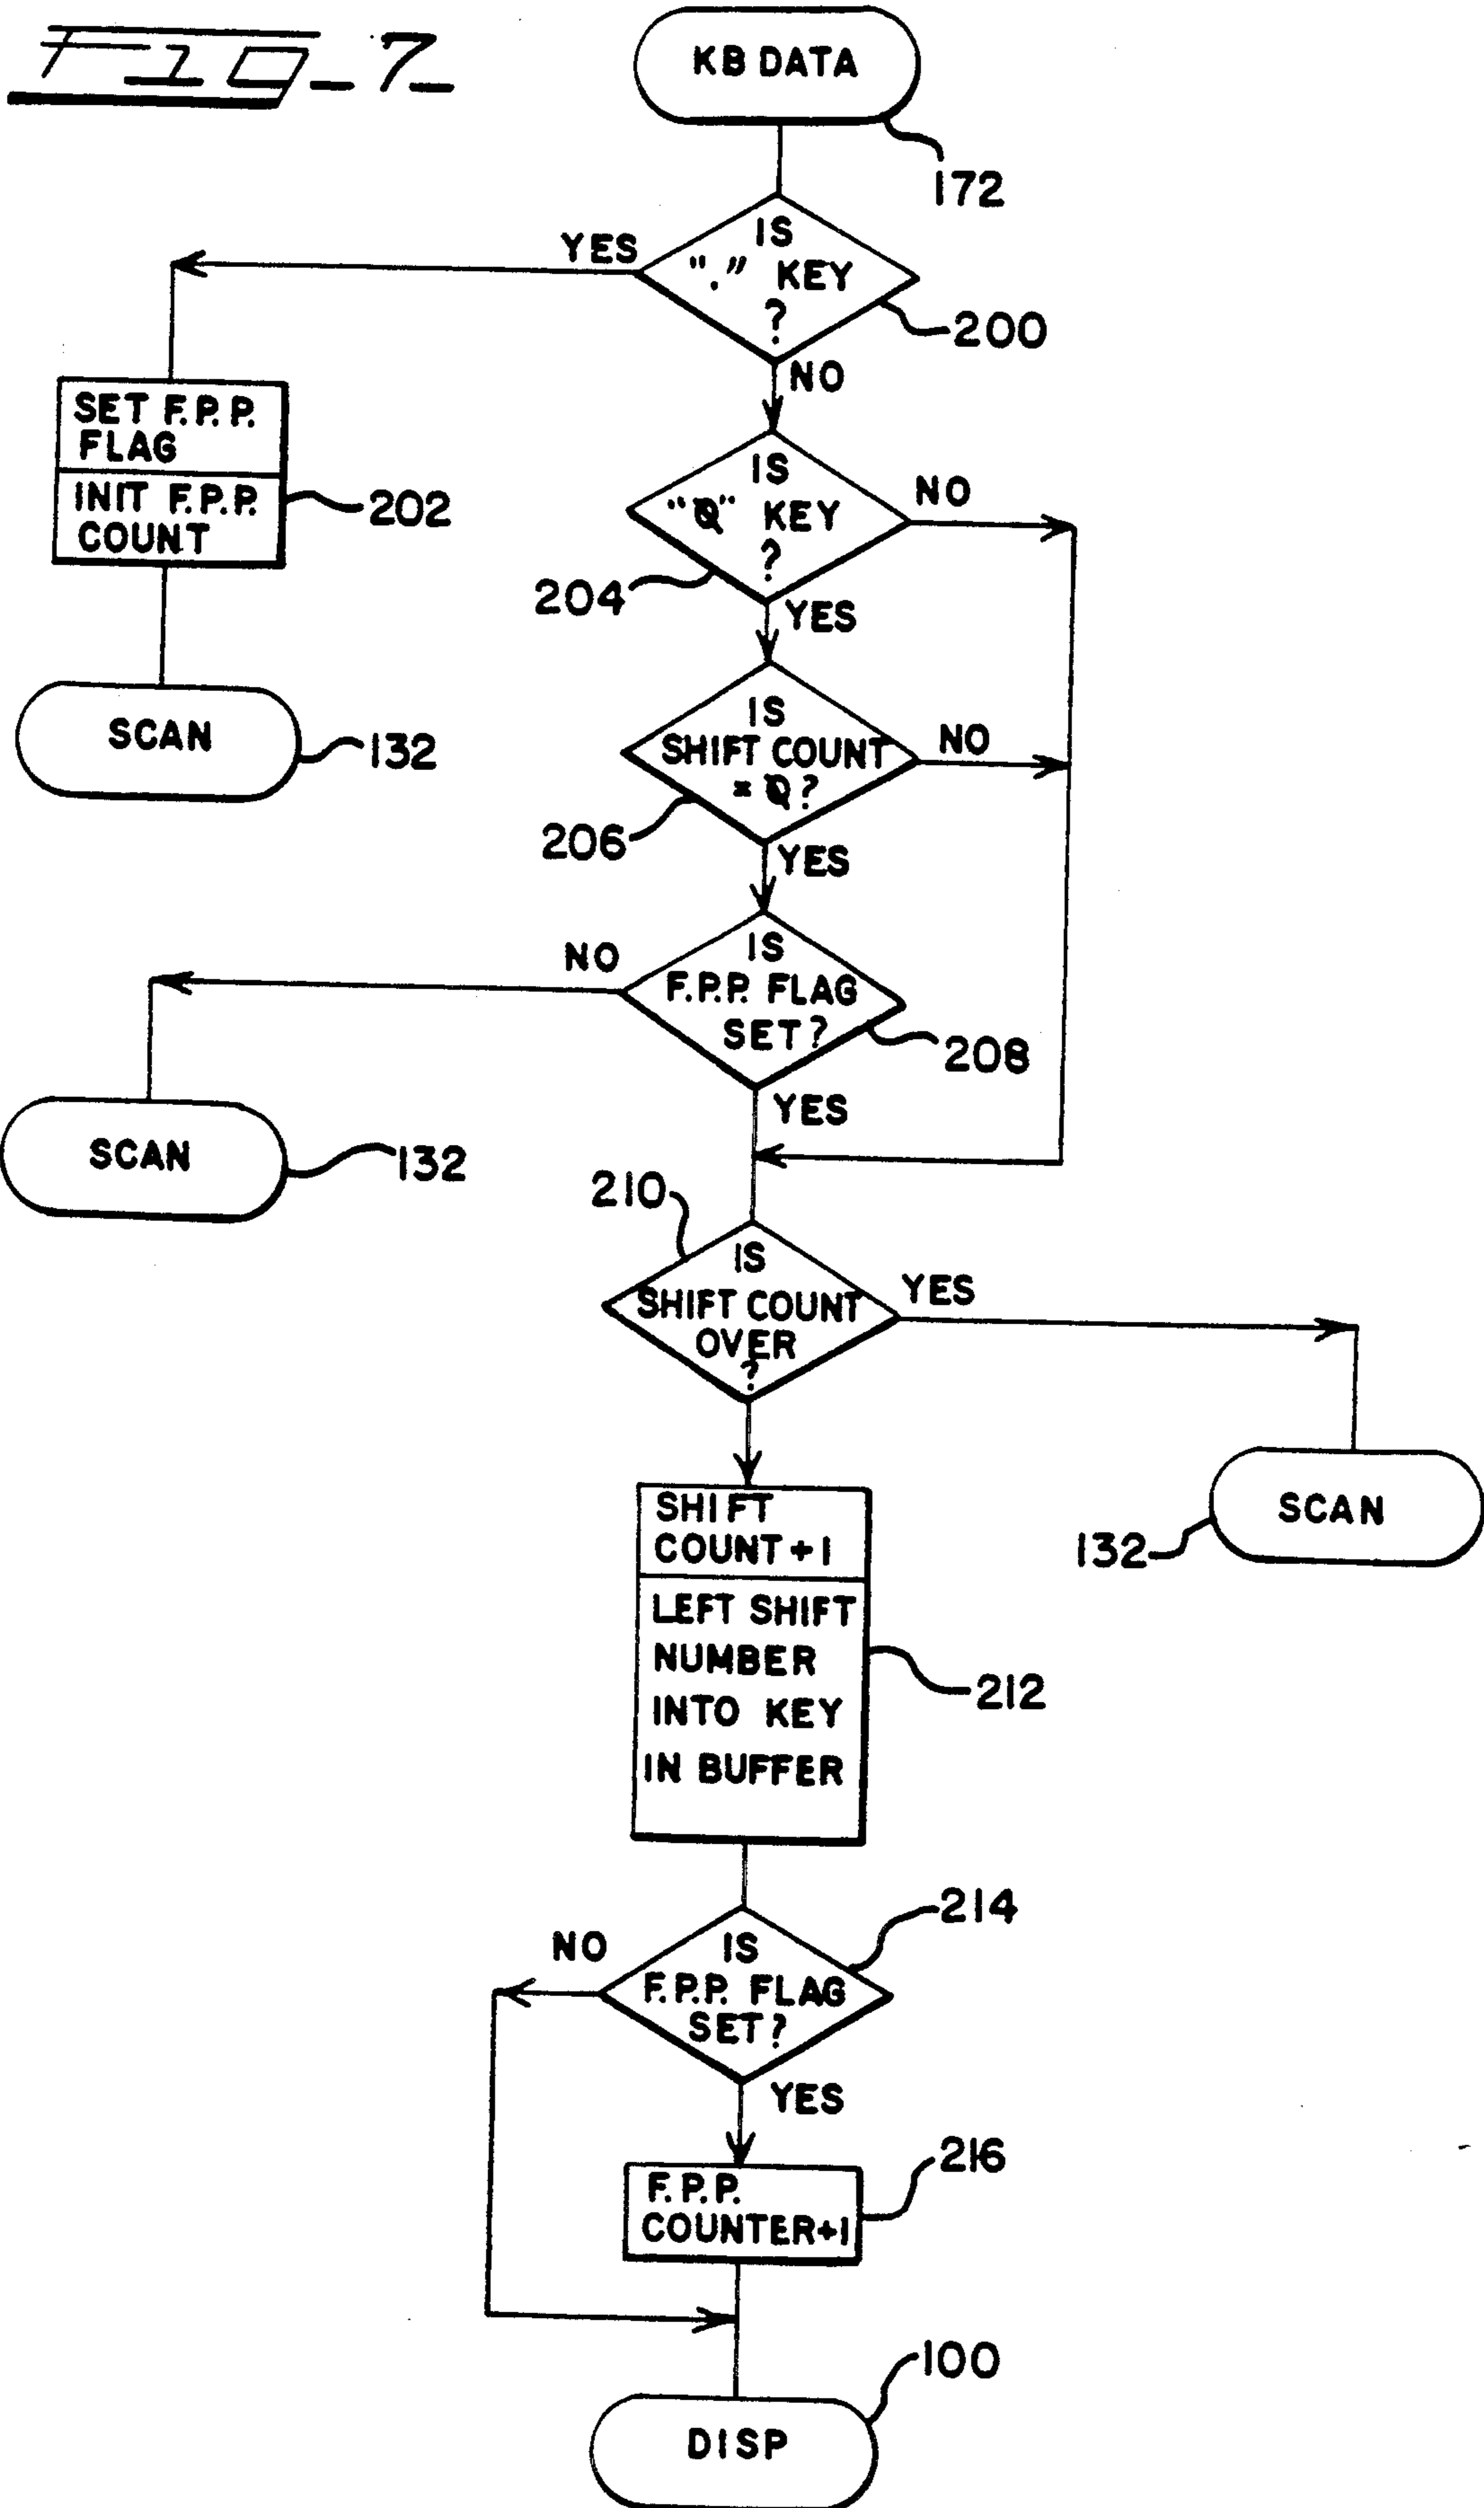 FIG_7
KB DATA
172
IS
"." KEY
?
YES
200
NO
SET F.P.P.
FLAG
INIT F.P.P.
COUNT
202
IS
"0" KEY
?
NO
204
YES
SCAN
132
IS
SHIFT COUNT
= 0?
NO
206
YES
IS
F.P.P. FLAG
SET?
NO
208
YES
SCAN
132
210
IS
SHIFT COUNT
OVER
?
YES
SCAN
132
SHIFT
COUNT+1
LEFT SHIFT
NUMBER
INTO KEY
IN BUFFER
212
214
IS
F.P.P. FLAG
SET?
NO
YES
216
F.P.P.
COUNTER+1
100
DISP